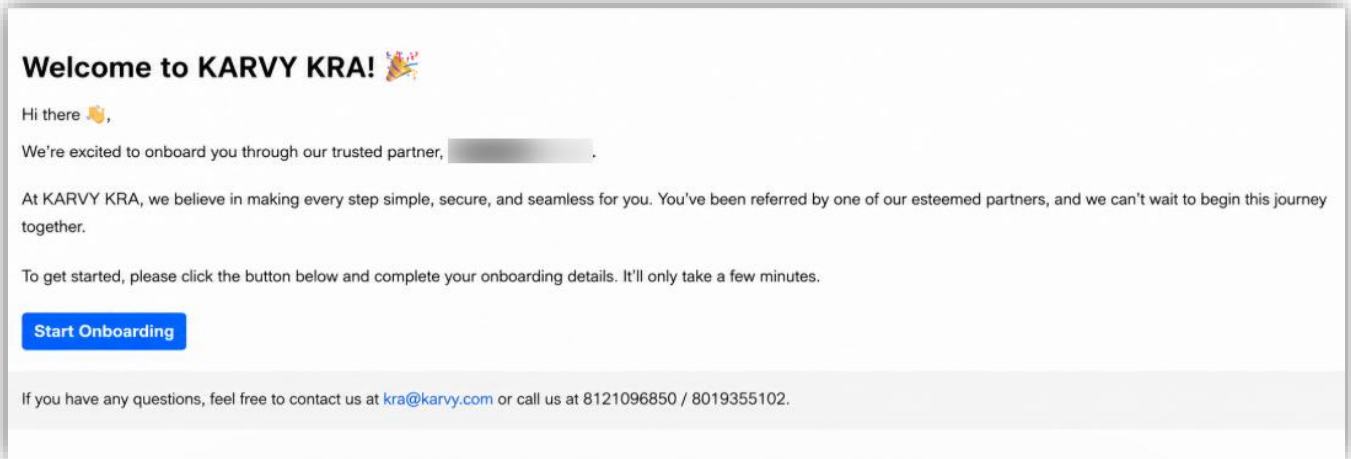 Welcome to KARVY KRA! 🎉
Hi there 👋,
We're excited to onboard you through our trusted partner, .
At KARVY KRA, we believe in making every step simple, secure, and seamless for you. You've been referred by one of our esteemed partners, and we can't wait to begin this journey
together.
To get started, please click the button below and complete your onboarding details. It'll only take a few minutes.
Start Onboarding
If you have any questions, feel free to contact us at kra@karvy.com or call us at 8121096850 / 8019355102.